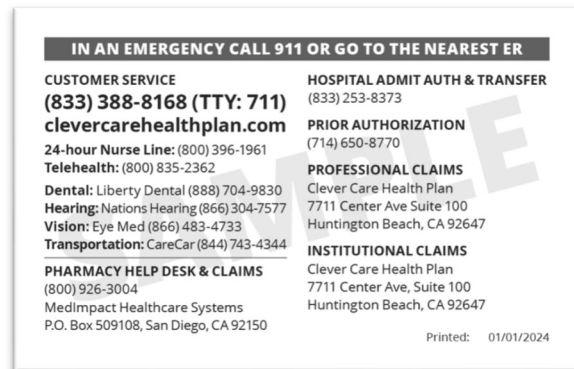 IN AN EMERGENCY CALL 911 OR GO TO THE NEAREST ER
CUSTOMER SERVICE
(833) 388-8168 (TTY: 711)
clevercarehealthplan.com
24-hour Nurse Line: (800) 396-1961
Telehealth: (800) 835-2362
Dental: Liberty Dental (888) 704-9830
Hearing: Nations Hearing (866) 304-7577
Vision: Eye Med (866) 483-4733
Transportation: CareCar (844) 743-4344
PHARMACY HELP DESK & CLAIMS
(800) 926-3004
MedImpact Healthcare Systems
P.O. Box 509108, San Diego, CA 92150
HOSPITAL ADMIT AUTH & TRANSFER
(833) 253-8373
PRIOR AUTHORIZATION
(714) 650-8770
PROFESSIONAL CLAIMS
Clever Care Health Plan
7711 Center Ave Suite 100
Huntington Beach, CA 92647
INSTITUTIONAL CLAIMS
Clever Care Health Plan
7711 Center Ave, Suite 100
Huntington Beach, CA 92647
Printed: 01/01/2024
SAMPLE